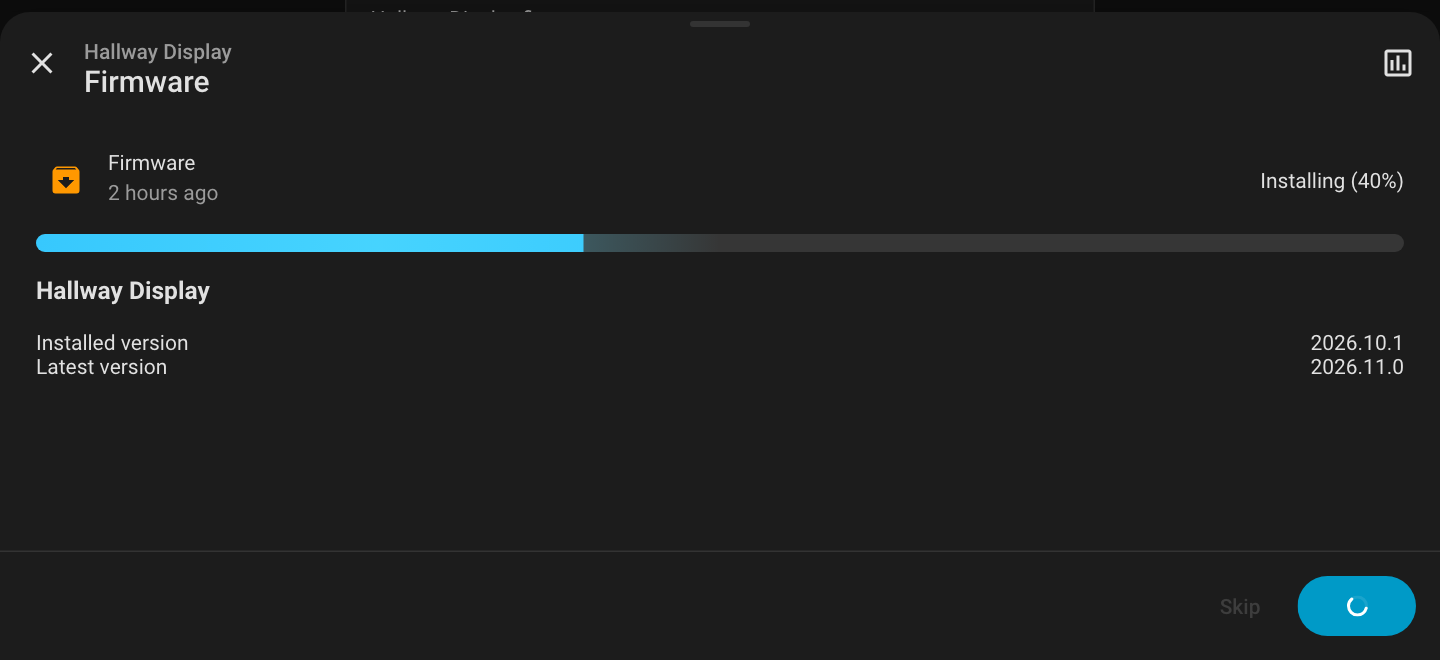 Hallway Display
Firmware
Firmware
2 hours ago
Installing (40%)
Hallway Display
Installed version 2026.10.1
Latest version 2026.11.0
Skip